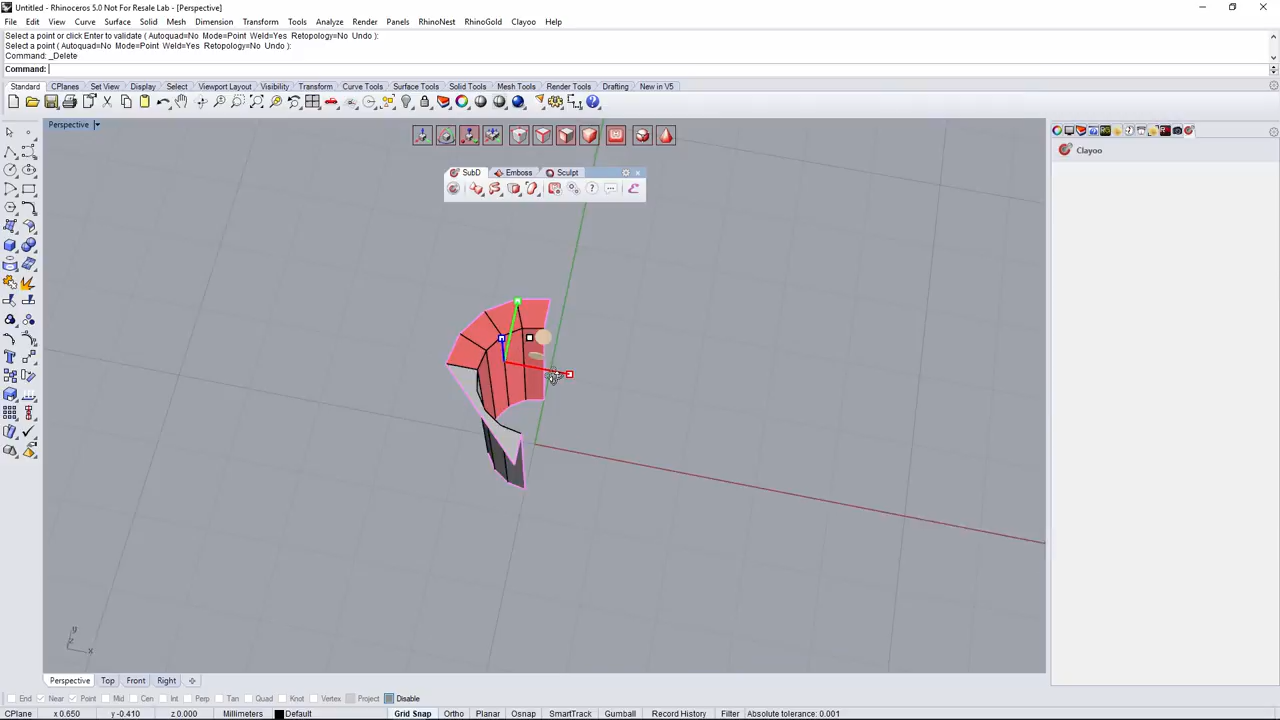 Untitled - Rhinoceros 5.0 Not For Resale Lab - [Perspective]
File Edit View Curve Surface Solid Mesh Dimension Transform Tools Analyze Render Panels RhinoNest RhinoGold Clayoo Help
Select a point or click Enter to validate ( Autoquad=No Mode=Point Weld=Yes Retopology=No Undo ):
Select a point ( Autoquad=No Mode=Point Weld=Yes Retopology=No Undo ):
Command: _Delete
Command:
Standard CPlanes Set View Display Select Viewport Layout Visibility Transform Curve Tools Surface Tools Solid Tools Mesh Tools Render Tools Drafting New in V5
Perspective
Clayoo
SubD Emboss Sculpt
y
z
x
Perspective Top Front Right
End Near Point Mid Cen Int Perp Tan Quad Knot Vertex Project Disable
CPlane x 0.650 y -0.410 z 0.000 Millimeters Default Grid Snap Ortho Planar Osnap SmartTrack Gumball Record History Filter Absolute tolerance: 0.001